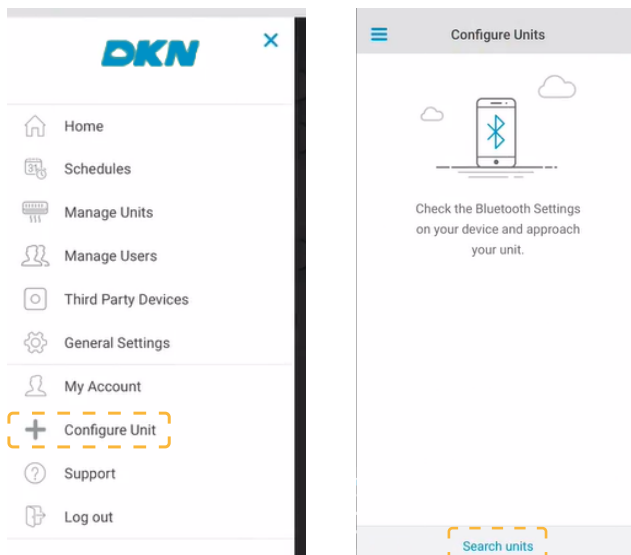 DKN
Home
Schedules
Manage Units
Manage Users
Third Party Devices
General Settings
My Account
Configure Unit
Support
Log out
Configure Units
Check the Bluetooth Settings
on your device and approach
your unit.
Search units